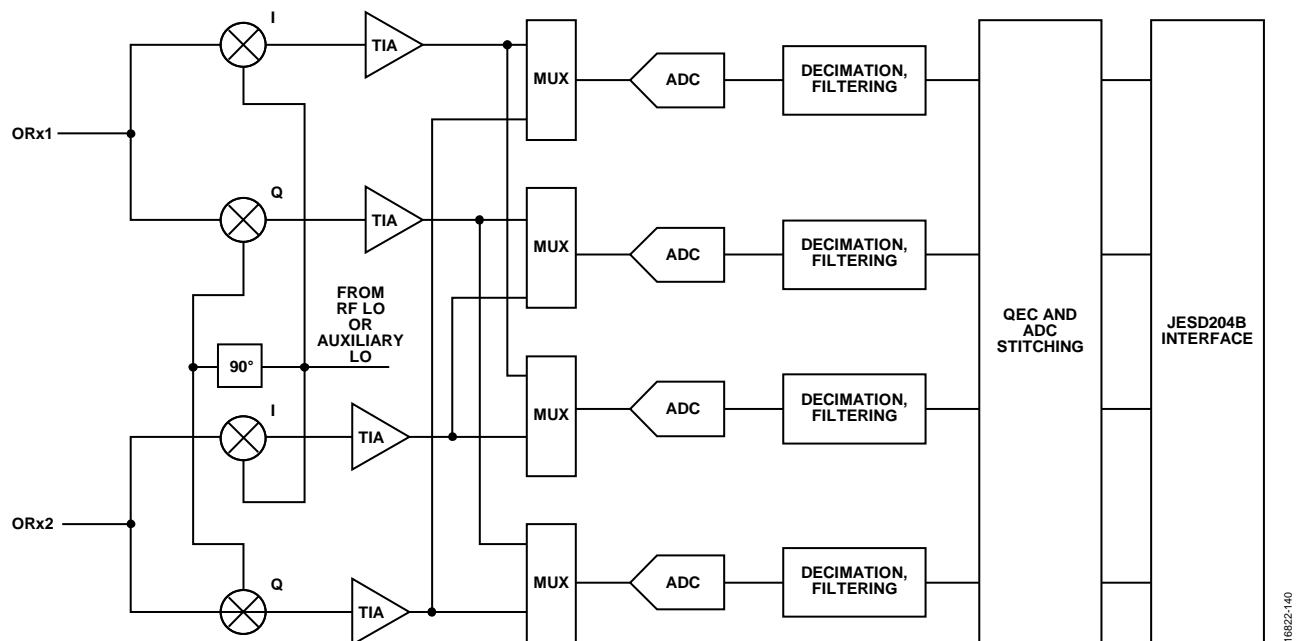 I
TIA
MUX
ADC
DECIMATION,
FILTERING
ORx1
Q
TIA
MUX
ADC
DECIMATION,
FILTERING
FROM
RF LO
OR
AUXILIARY
LO
90°
QEC AND
ADC
STITCHING
JESD204B
INTERFACE
I
TIA
MUX
ADC
DECIMATION,
FILTERING
ORx2
Q
TIA
MUX
ADC
DECIMATION,
FILTERING
16822-140